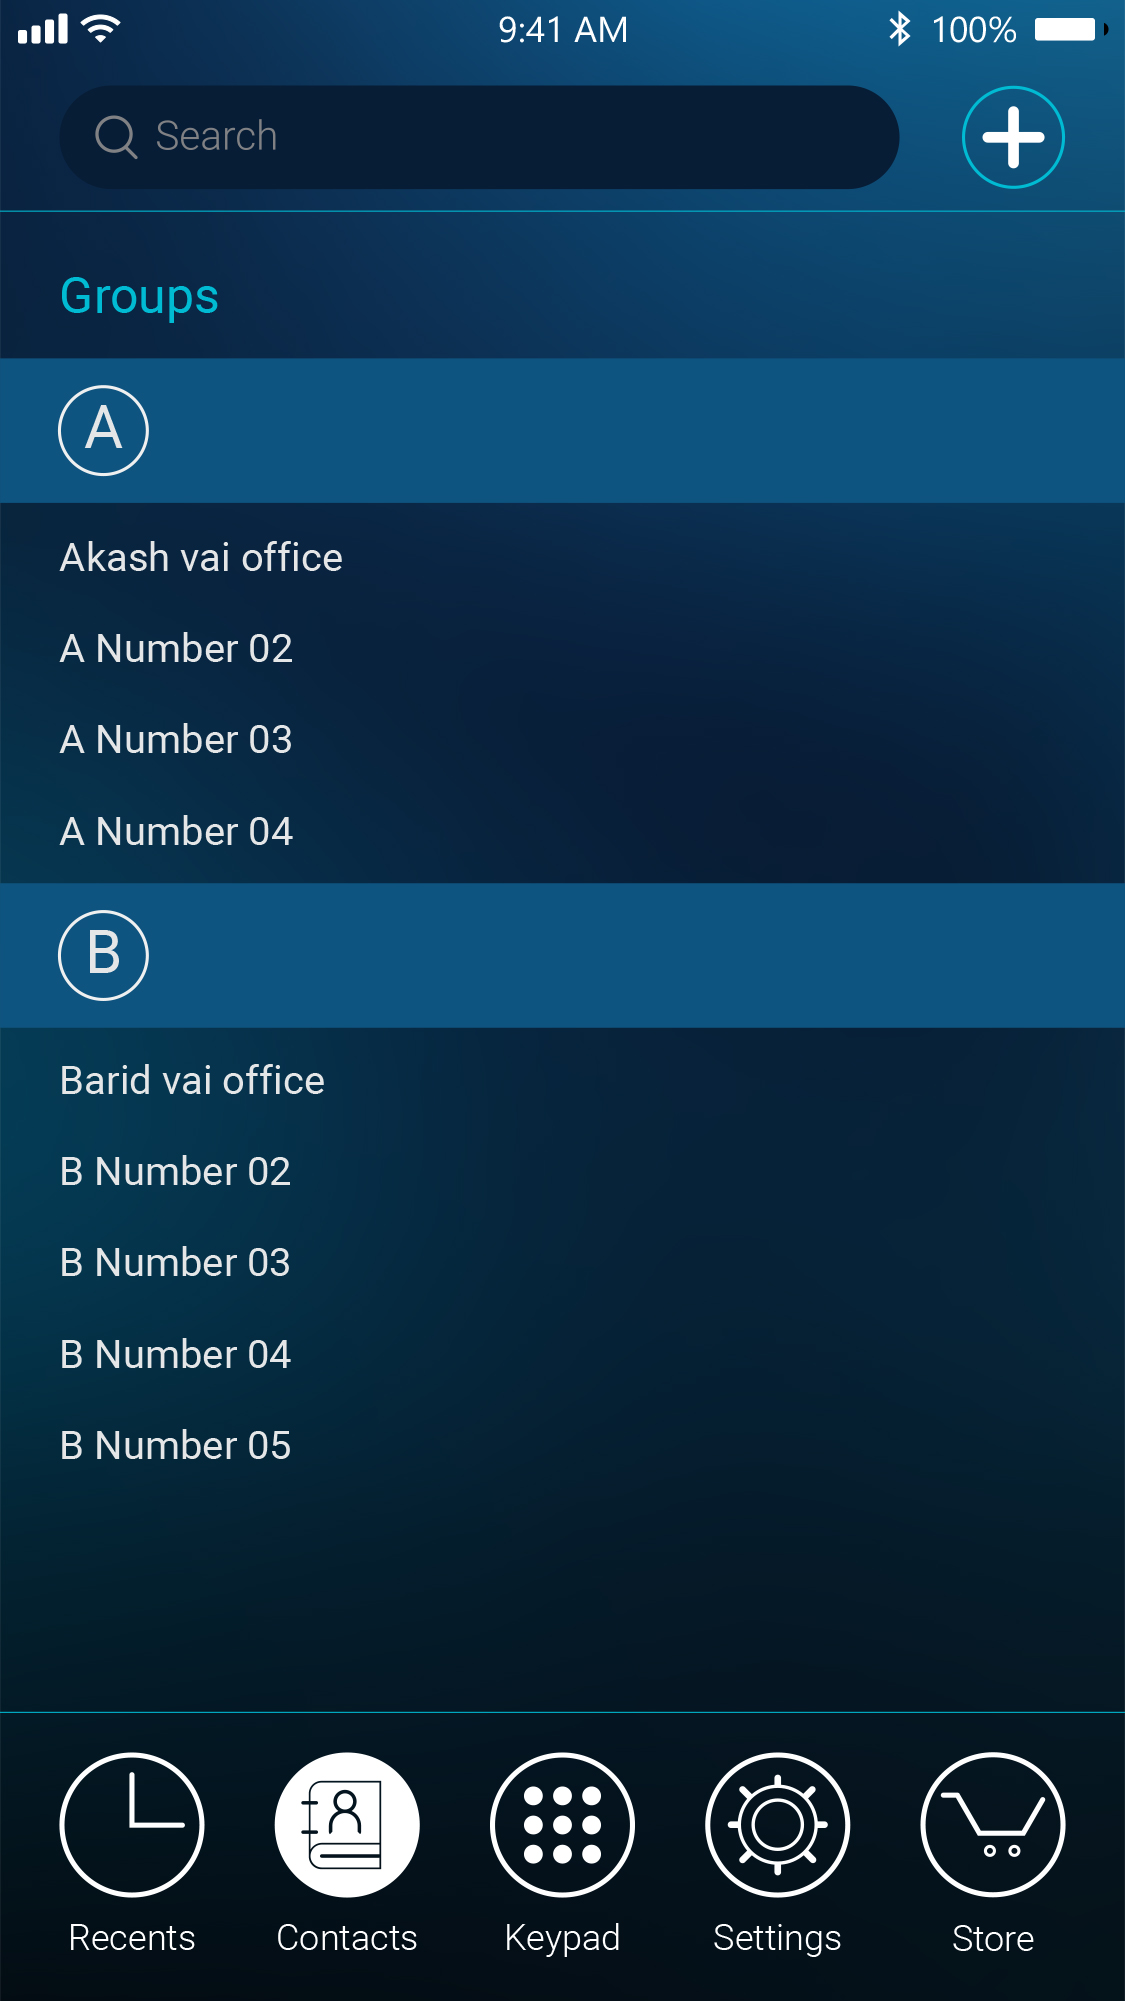 9:41 AM
100%
Search
Groups
A
Akash vai office
A Number 02
A Number 03
A Number 04
B
Barid vai office
B Number 02
B Number 03
B Number 04
B Number 05
Recents Contacts Keypad Settings Store